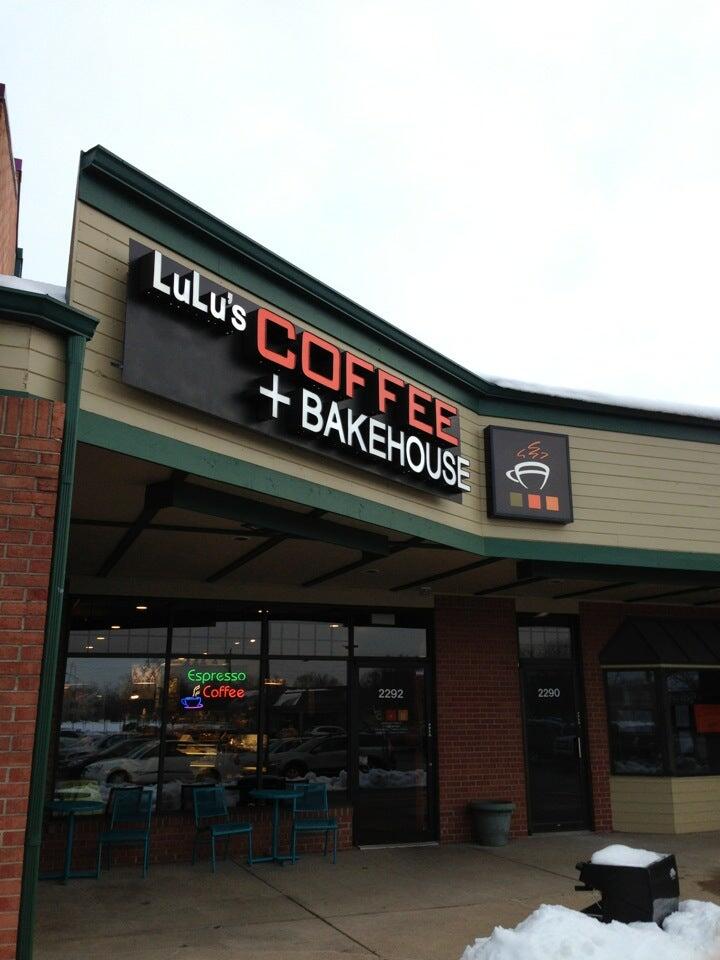 LuLu's
COFFEE
+ BAKEHOUSE
Espresso
Coffee
2292
2290